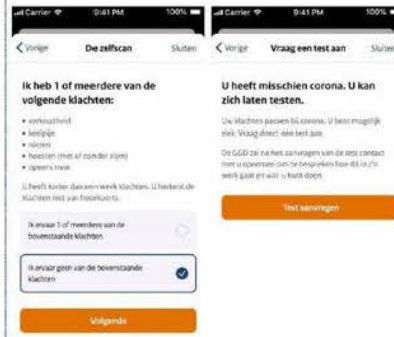 Carrier 9:41 PM 100%
Vorige De zelfscan Sluiten
Ik heb 1 of meerdere van de
volgende klachten:
• verkoudheid
• keelpijn
• niezen
• hoesten (met of zonder slijm)
• opeens moe
U heeft korter dan een week klachten. U herkent de
klachten niet van hooikoorts.
Ik ervaar 1 of meerdere van de
bovenstaande klachten
Ik ervaar geen van de bovenstaande
klachten
Volgende
Carrier 9:41 PM 100%
Vorige Vraag een test aan Sluiten
U heeft misschien corona. U kan
zich laten testen.
Uw klachten passen bij corona. U bent mogelijk
ziek. Vraag direct een test aan.
De GGD zal na het aanvragen van de test contact
met u opnemen om te bespreken hoe dit in z'n
werk gaat en wat u kunt doen.
Test aanvragen